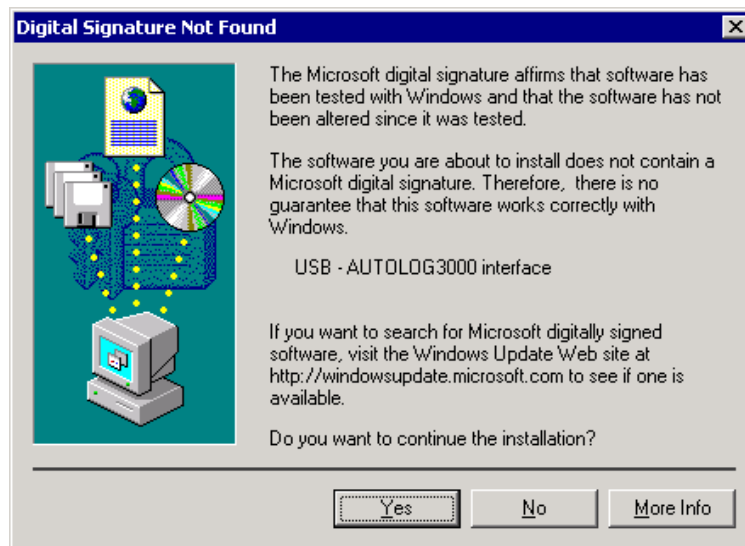 Digital Signature Not Found
The Microsoft digital signature affirms that software has
been tested with Windows and that the software has not
been altered since it was tested.
The software you are about to install does not contain a
Microsoft digital signature. Therefore,  there is no
guarantee that this software works correctly with
Windows.
USB - AUTOLOG3000 interface
If you want to search for Microsoft digitally signed
software, visit the Windows Update Web site at
http://windowsupdate.microsoft.com to see if one is
available.
Do you want to continue the installation?
Yes No More Info